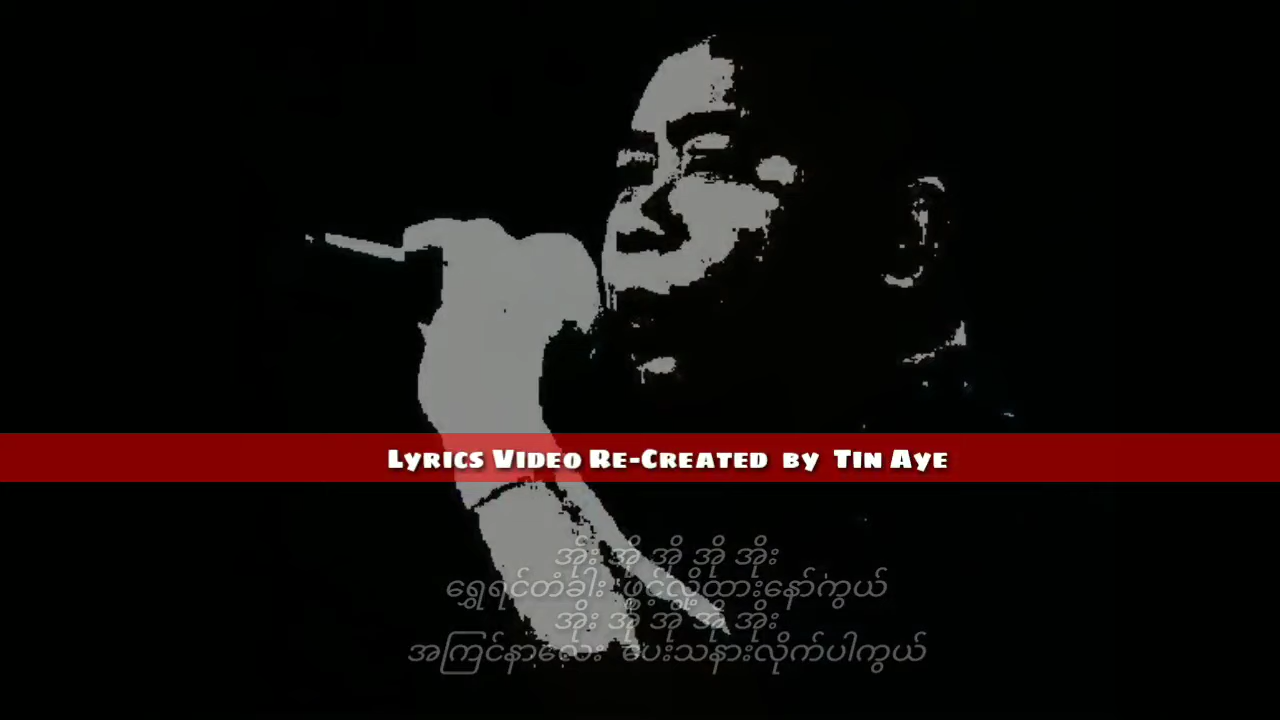 Lyrics Video Re-Created by Tin Aye
အိုး အို အို အို အိုး
ရွှေရင်တံခါး ဖွင့်လို့ထားနော်ကွယ်
အိုး အို အို အို အိုး
အကြင်နာလေး ပေးသနားလိုက်ပါကွယ်